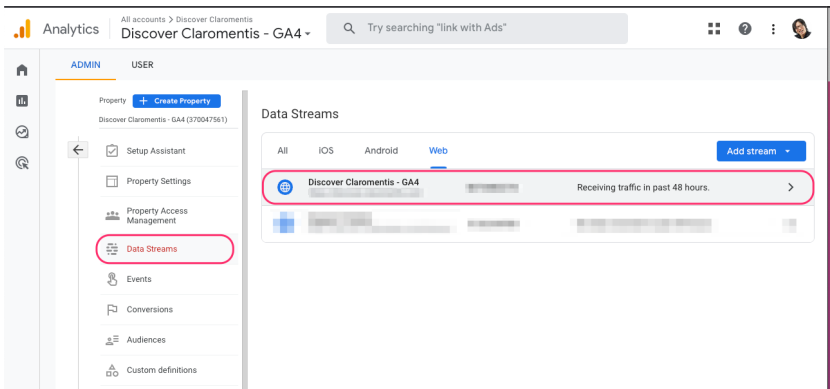 Analytics
All accounts > Discover Claromentis
Discover Claromentis - GA4
Try searching "link with Ads"
ADMIN
USER
Property
+ Create Property
Discover Claromentis - GA4 (370047561)
Setup Assistant
Property Settings
Property Access
Management
Data Streams
Events
Conversions
Audiences
Custom definitions
Data Streams
All
iOS
Android
Web
Add stream
Discover Claromentis - GA4
Receiving traffic in past 48 hours.